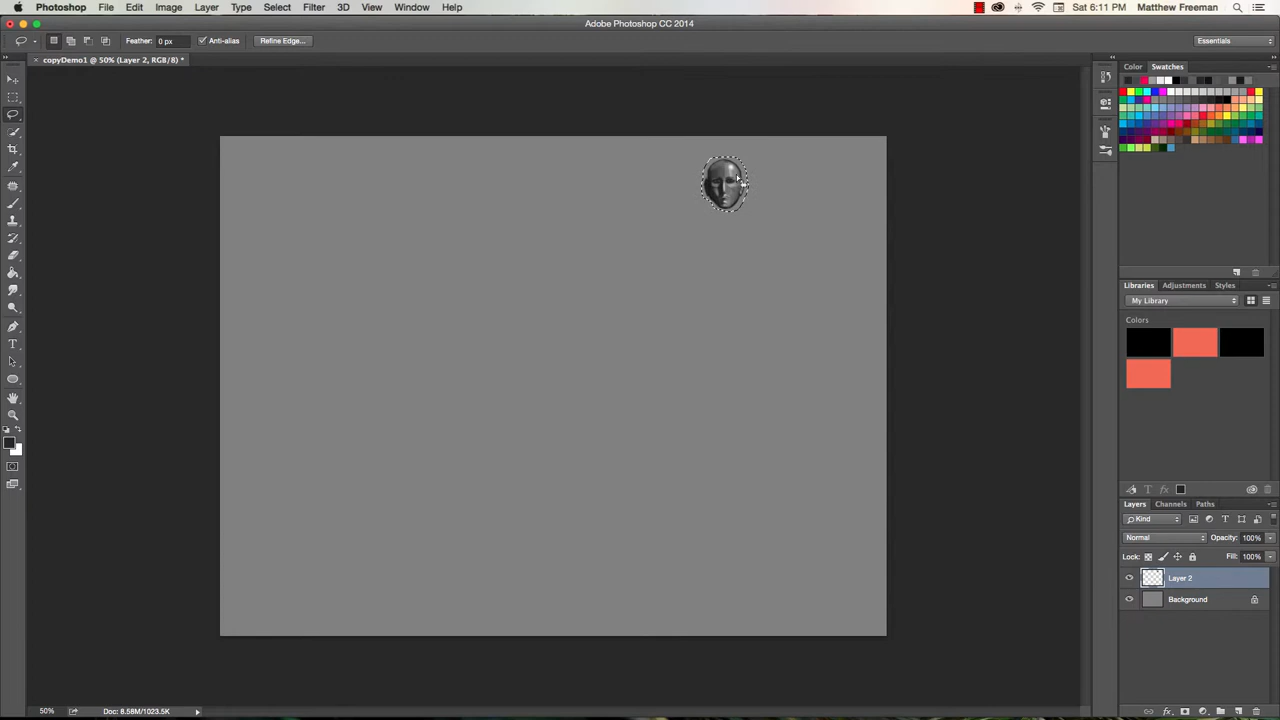 Photoshop File Edit Image Layer Type Select Filter 3D View Window Help Sat 6:11 PM Matthew Freeman
Adobe Photoshop CC 2014
Feather: 0 px Anti-alias Refine Edge... Essentials
copyDemo1 @ 50% (Layer 2, RGB/8) *
Color Swatches
Libraries Adjustments Styles
My Library
Colors
Layers Channels Paths
Kind
Normal Opacity: 100%
Lock: Fill: 100%
Layer 2
Background
50% Doc: 8.58M/1023.5K